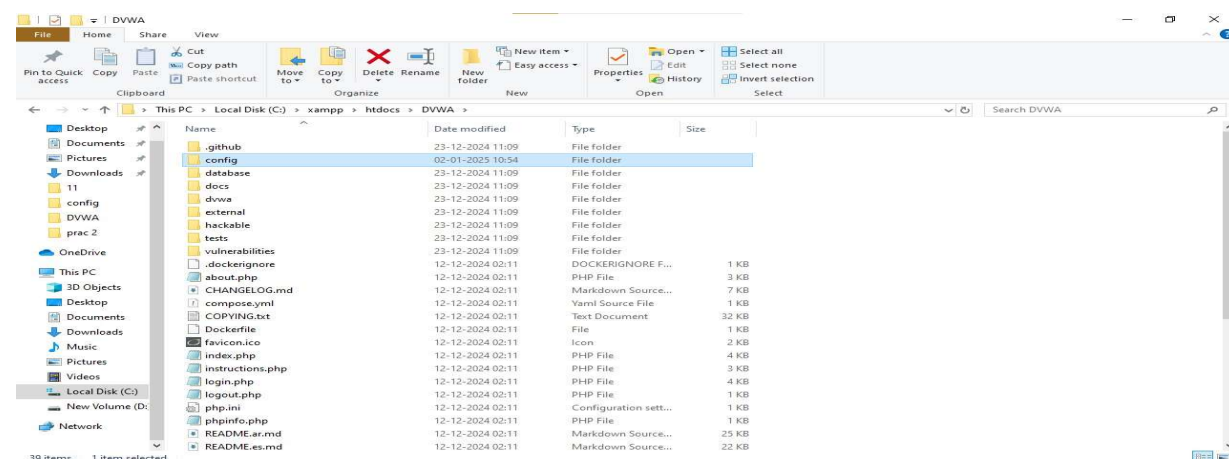 DVWA
File Home Share View
Pin to Quick access
Copy
Paste
Cut
Copy path
Paste shortcut
Clipboard
Move to
Copy to
Delete
Rename
Organize
New folder
New item
Easy access
New
Properties
Open
Edit
History
Open
Select all
Select none
Invert selection
Select
This PC > Local Disk (C:) > xampp > htdocs > DVWA >
Search DVWA
Desktop
Documents
Pictures
Downloads
11
config
DVWA
prac 2
OneDrive
This PC
3D Objects
Desktop
Documents
Downloads
Music
Pictures
Videos
Local Disk (C:)
New Volume (D:
Network
Name Date modified Type Size
.github 23-12-2024 11:09 File folder
config 02-01-2025 10:54 File folder
database 23-12-2024 11:09 File folder
docs 23-12-2024 11:09 File folder
dvwa 23-12-2024 11:09 File folder
external 23-12-2024 11:09 File folder
hackable 23-12-2024 11:09 File folder
tests 23-12-2024 11:09 File folder
vulnerabilities 23-12-2024 11:09 File folder
.dockerignore 12-12-2024 02:11 DOCKERIGNORE F... 1 KB
about.php 12-12-2024 02:11 PHP File 3 KB
CHANGELOG.md 12-12-2024 02:11 Markdown Source... 7 KB
compose.yml 12-12-2024 02:11 Yaml Source File 1 KB
COPYING.txt 12-12-2024 02:11 Text Document 32 KB
Dockerfile 12-12-2024 02:11 File 1 KB
favicon.ico 12-12-2024 02:11 Icon 2 KB
index.php 12-12-2024 02:11 PHP File 4 KB
instructions.php 12-12-2024 02:11 PHP File 3 KB
login.php 12-12-2024 02:11 PHP File 4 KB
logout.php 12-12-2024 02:11 PHP File 1 KB
php.ini 12-12-2024 02:11 Configuration sett... 1 KB
phpinfo.php 12-12-2024 02:11 PHP File 1 KB
README.ar.md 12-12-2024 02:11 Markdown Source... 25 KB
README.es.md 12-12-2024 02:11 Markdown Source... 22 KB
39 items 1 item selected